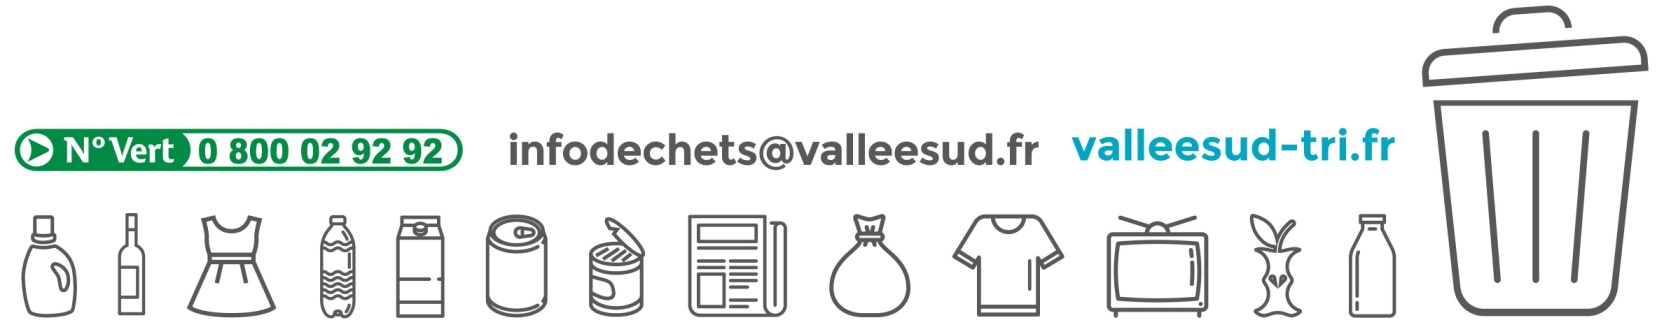 N° Vert 0 800 02 92 92 infodechets@valleesud.fr valleesud-tri.fr